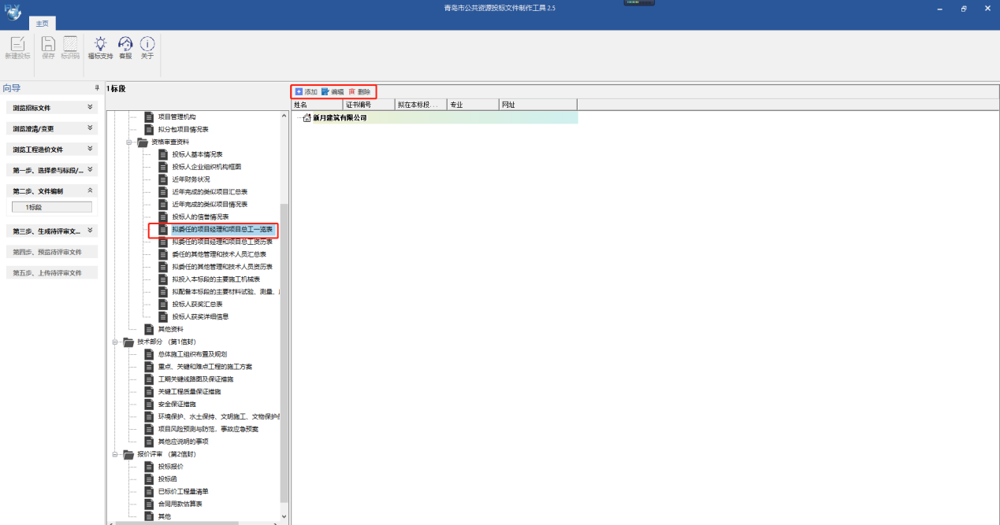 青岛市公共资源投标文件制作工具 2.5
主页
新建投标
保存
标识码
福标支持
客服
关于
向导
浏览招标文件
浏览澄清/变更
浏览工程造价文件
第一步、选择参与标段/...
第二步、文件编制
1标段
第三步、生成待评审文...
第四步、预览待评审文件
第五步、上传待评审文件
1标段
项目管理机构
拟分包项目情况表
资格审查资料
投标人基本情况表
投标人企业组织机构框图
近年财务状况
近年完成的类似项目汇总表
近年完成的类似项目情况表
投标人的信誉情况表
拟委任的项目经理和项目总工一览表
拟委任的项目经理和项目总工资历表
委任的其他管理和技术人员汇总表
拟委任的其他管理和技术人员资历表
拟投入本标段的主要施工机械表
拟配备本标段的主要材料试验、测量、
投标人获奖汇总表
投标人获奖详细信息
其他资料
技术部分 （第1信封）
总体施工组织布置及规划
重点、关键和难点工程的施工方案
工期关键线路图及保证措施
关键工程质量保证措施
安全保证措施
环境保护、水土保持、文明施工、文物保护
项目风险预测与防范，事故应急预案
其他应说明的事项
报价评审 （第2信封）
投标报价
投标函
已标价工程量清单
合同用款估算表
其他
添加 编辑 删除
姓名 证书编号 拟在本标段... 专业 网址
新月建筑有限公司